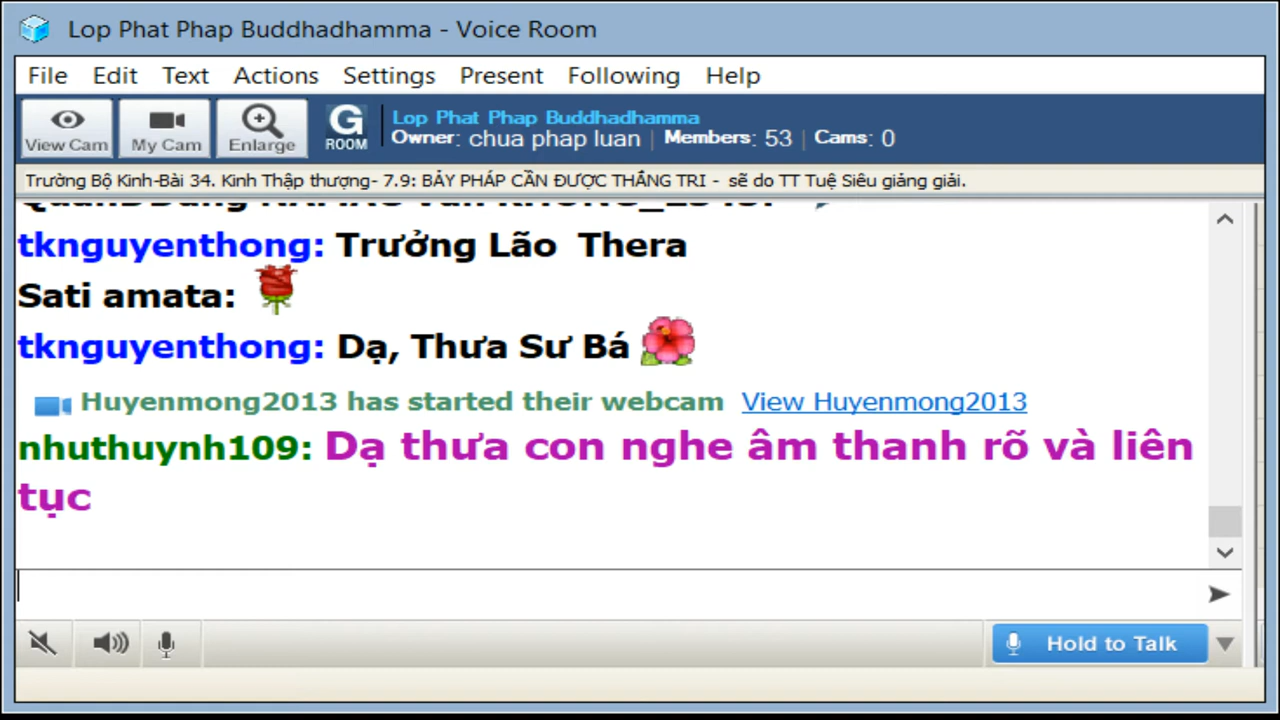 Lop Phat Phap Buddhadhamma - Voice Room
File Edit Text Actions Settings Present Following Help
View Cam My Cam Enlarge G ROOM
Lop Phat Phap Buddhadhamma
Owner: chua phap luan | Members: 53 | Cams: 0
Trường Bộ Kinh-Bài 34. Kinh Thập thượng- 7.9: BẢY PHÁP CẦN ĐƯỢC THẮNG TRI - sẽ do TT Tuệ Siêu giảng giải.
tknguyenthong: Trưởng Lão Thera
Sati amata:
tknguyenthong: Dạ, Thưa Sư Bá
Huyenmong2013 has started their webcam View Huyenmong2013
nhuthuynh109: Dạ thưa con nghe âm thanh rõ và liên
tục
Hold to Talk